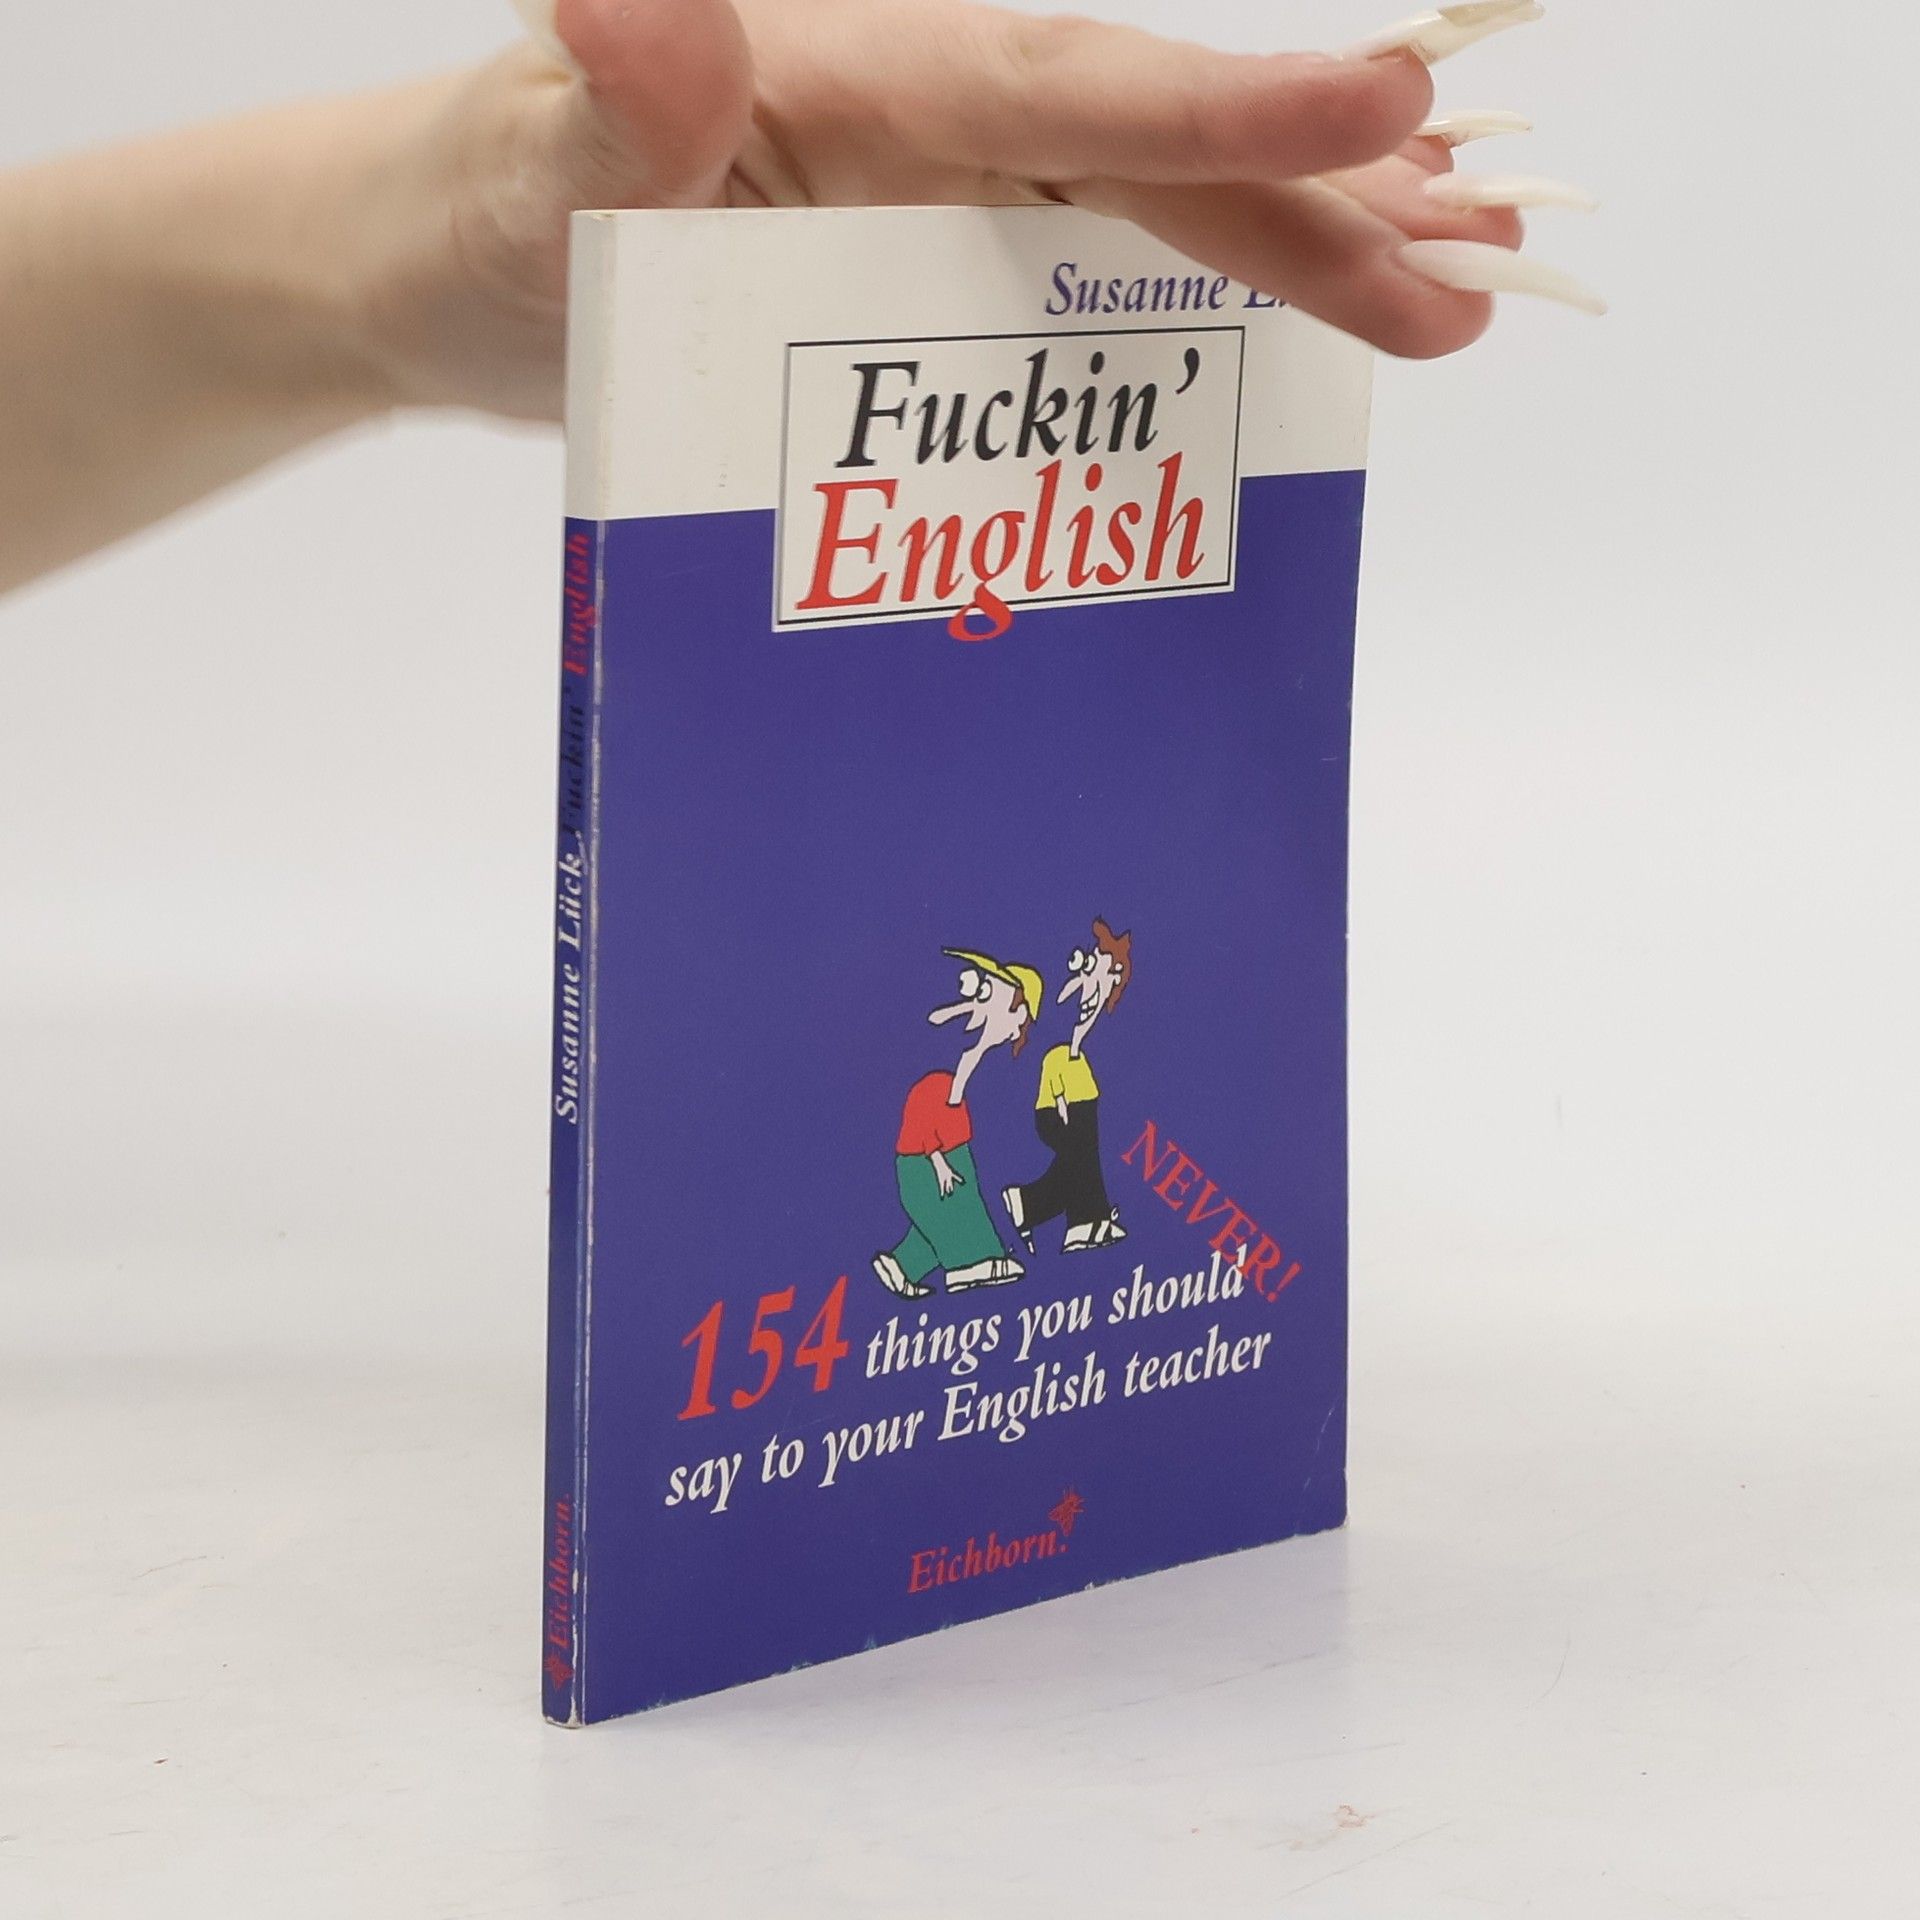 Susanne
Fuckin'
English
NEVER!
154 things you should
say to your English teacher
Eichborn.
Susanne Lück Fuckin' English
Eichborn.